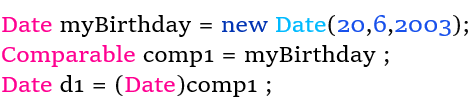 Date myBirthday = new Date(20,6,2003);
Comparable comp1 = myBirthday ;
Date d1 = (Date)comp1 ;